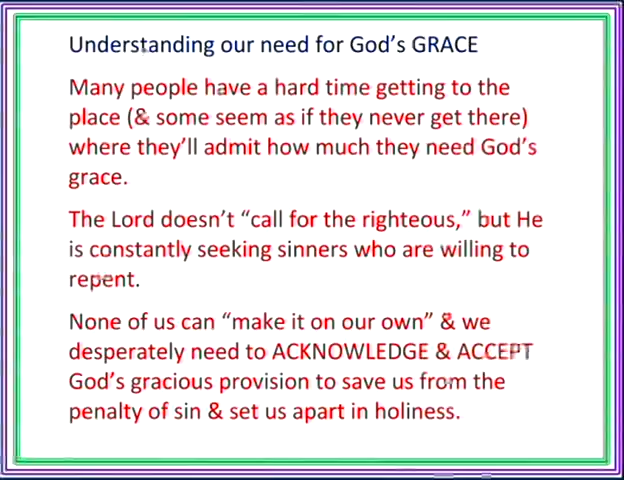 Understanding our need for God’s GRACE
Many people have a hard time getting to the
place (& some seem as if they never get there)
where they’ll admit how much they need God’s
grace.
The Lord doesn’t “call for the righteous,” but He
is constantly seeking sinners who are willing to
repent.
None of us can “make it on our own” & we
desperately need to ACKNOWLEDGE & ACCEPT
God’s gracious provision to save us from the
penalty of sin & set us apart in holiness.